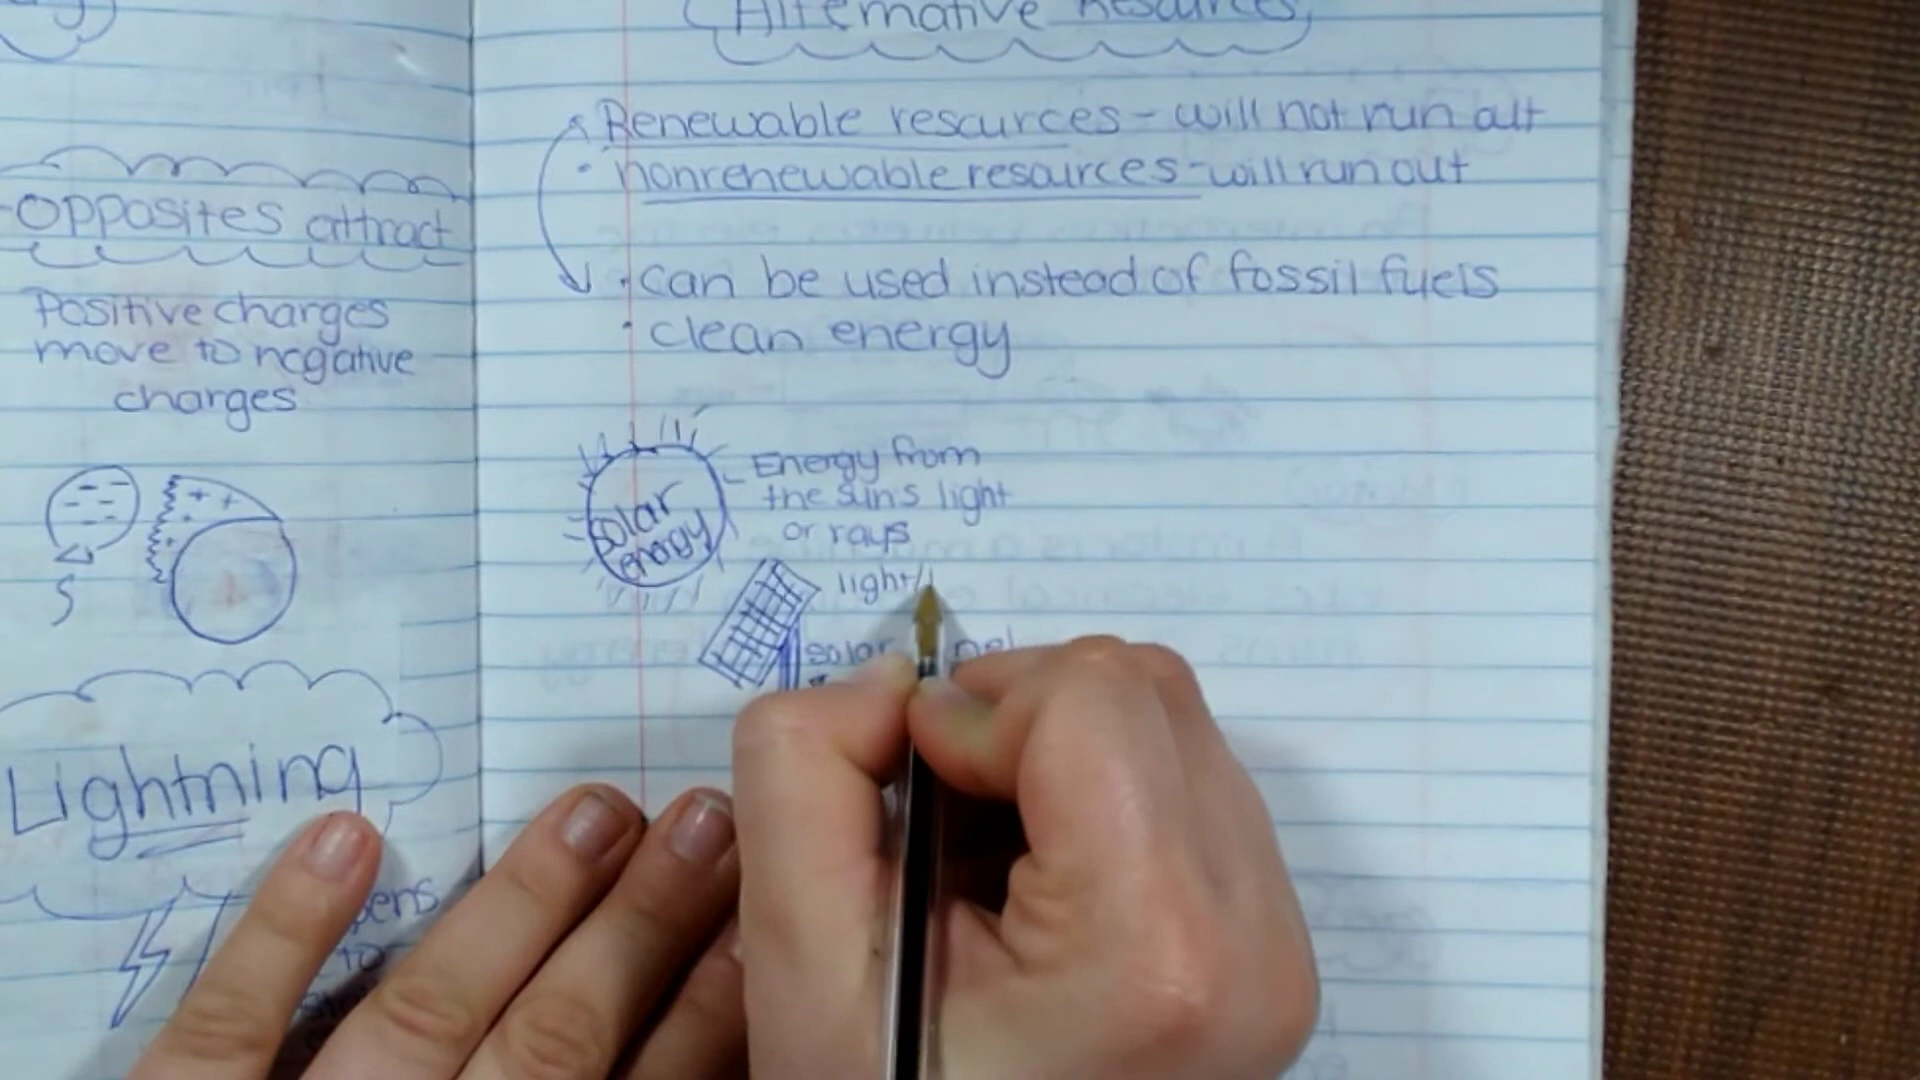 Opposites attract
Positive charges
move to negative
charges
S
Lightning
to
Alternative Resources
Renewable resources - will not run out
nonrenewable resources - will run out
can be used instead of fossil fuels
clean energy
solar
energy
Energy from
the sun's light
or rays
light/
solar